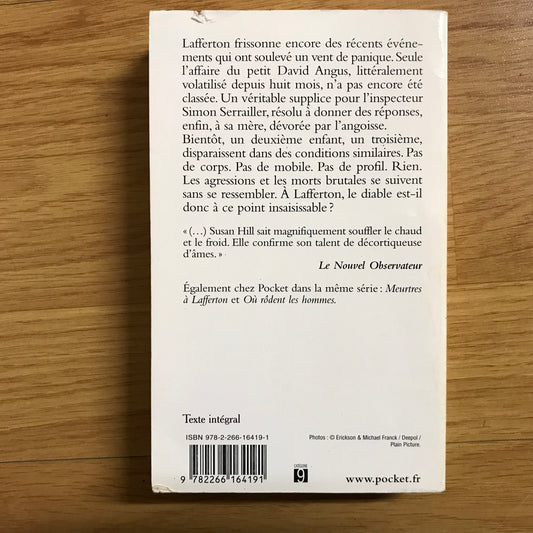 Lafferton frissonne encore des récents événe-
ments qui ont soulevé un vent de panique. Seule
l'affaire du petit David Angus, littéralement
volatilisé depuis huit mois, n'a pas encore été
classée. Un véritable supplice pour l'inspecteur
Simon Serrailler, résolu à donner des réponses,
enfin, à sa mère, dévorée par l'angoisse.
Bientôt, un deuxième enfant, un troisième,
disparaissent dans des conditions similaires. Pas
de corps. Pas de mobile. Pas de profil. Rien.
Les agressions et les morts brutales se suivent
sans se ressembler. À Lafferton, le diable est-il
donc à ce point insaisissable ?
« (…) Susan Hill sait magnifiquement souffler le chaud
et le froid. Elle confirme son talent de décortiqueuse
d'âmes. »
Le Nouvel Observateur
Également chez Pocket dans la même série : Meurtres
à Lafferton et Où rôdent les hommes.
Texte intégral
ISBN 978-2-266-16419-1
Photos : © Erickson & Michael Franck / Deepol /
Plain Picture.
9 782266 164191
CATÉGORIE
9
www.pocket.fr